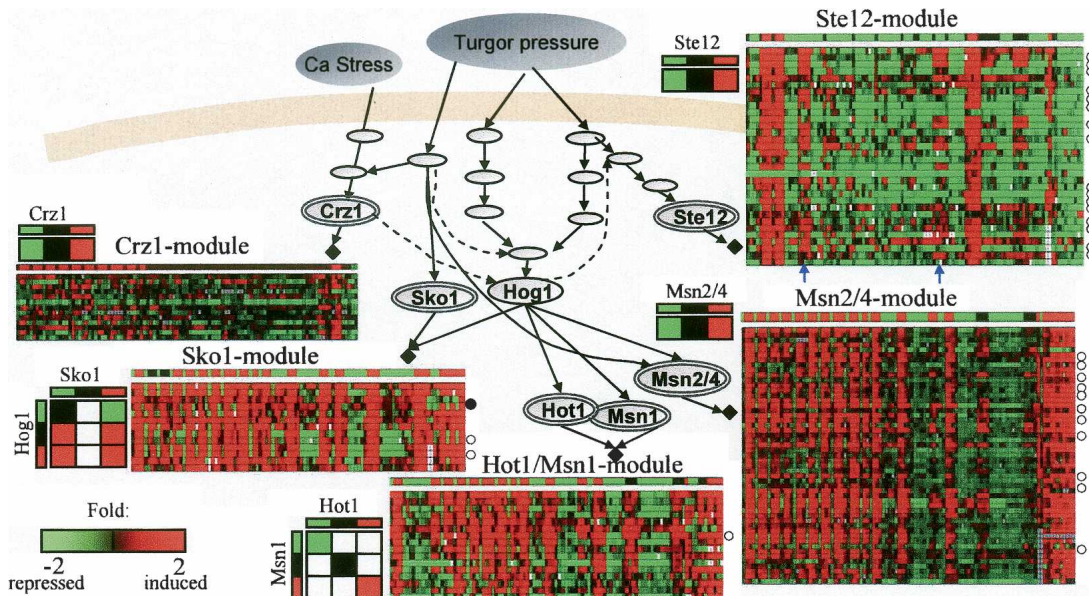 Ste12-module
Turgor pressure
Ste12
Ca Stress
Crz1
Crz1
Crz1-module
Ste12
Msn2/4
Msn2/4-module
Sko1
Hog1
Sko1-module
Sko1
Hog1
Msn2/4
Hot1
Msn1
Hot1/Msn1-module
Hot1
Msn1
Fold:
-2
2
repressed
induced